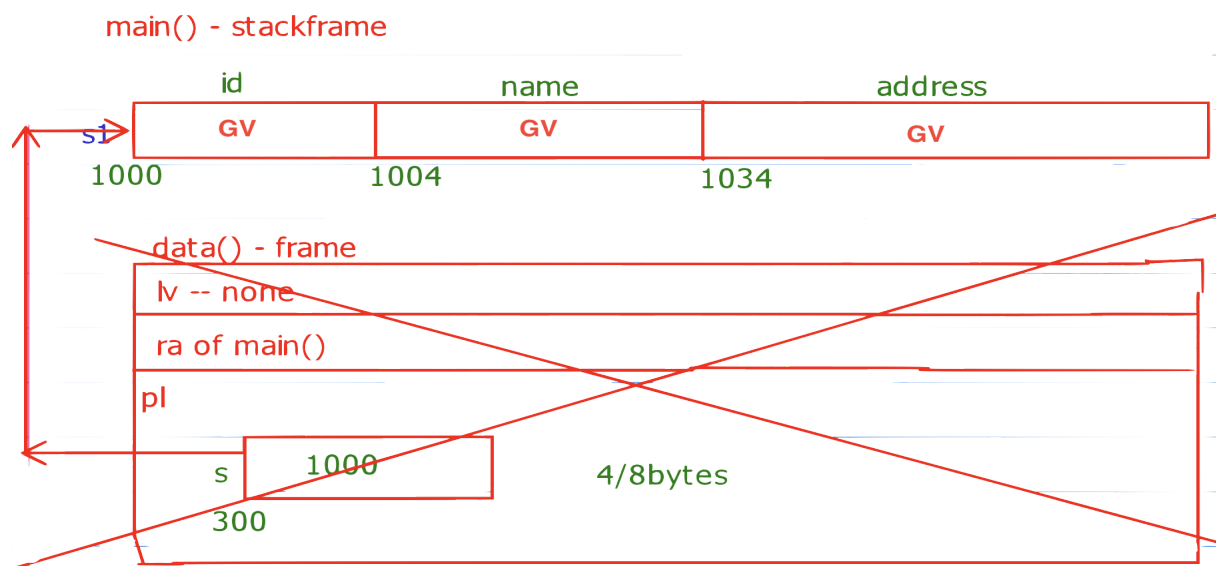 main() - stackframe
id name address
s1 GV GV GV
1000 1004 1034
data() - frame
lv -- none
ra of main()
pl
s 1000 4/8bytes
300